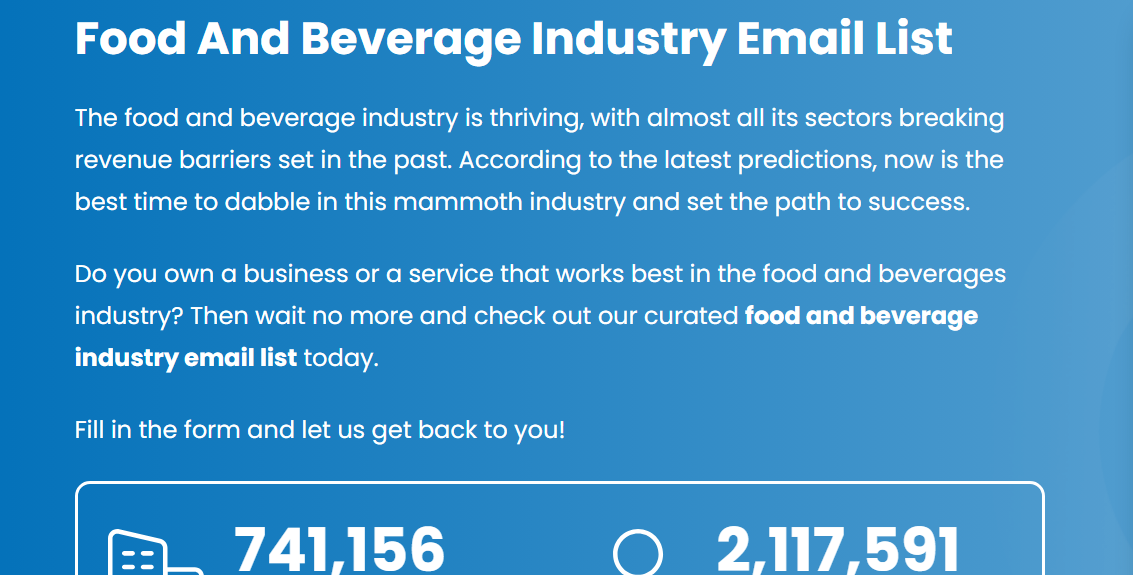 Food And Beverage Industry Email List
The food and beverage industry is thriving, with almost all its sectors breaking
revenue barriers set in the past. According to the latest predictions, now is the
best time to dabble in this mammoth industry and set the path to success.
Do you own a business or a service that works best in the food and beverages
industry? Then wait no more and check out our curated food and beverage
industry email list today.
Fill in the form and let us get back to you!
741,156 2,117,591